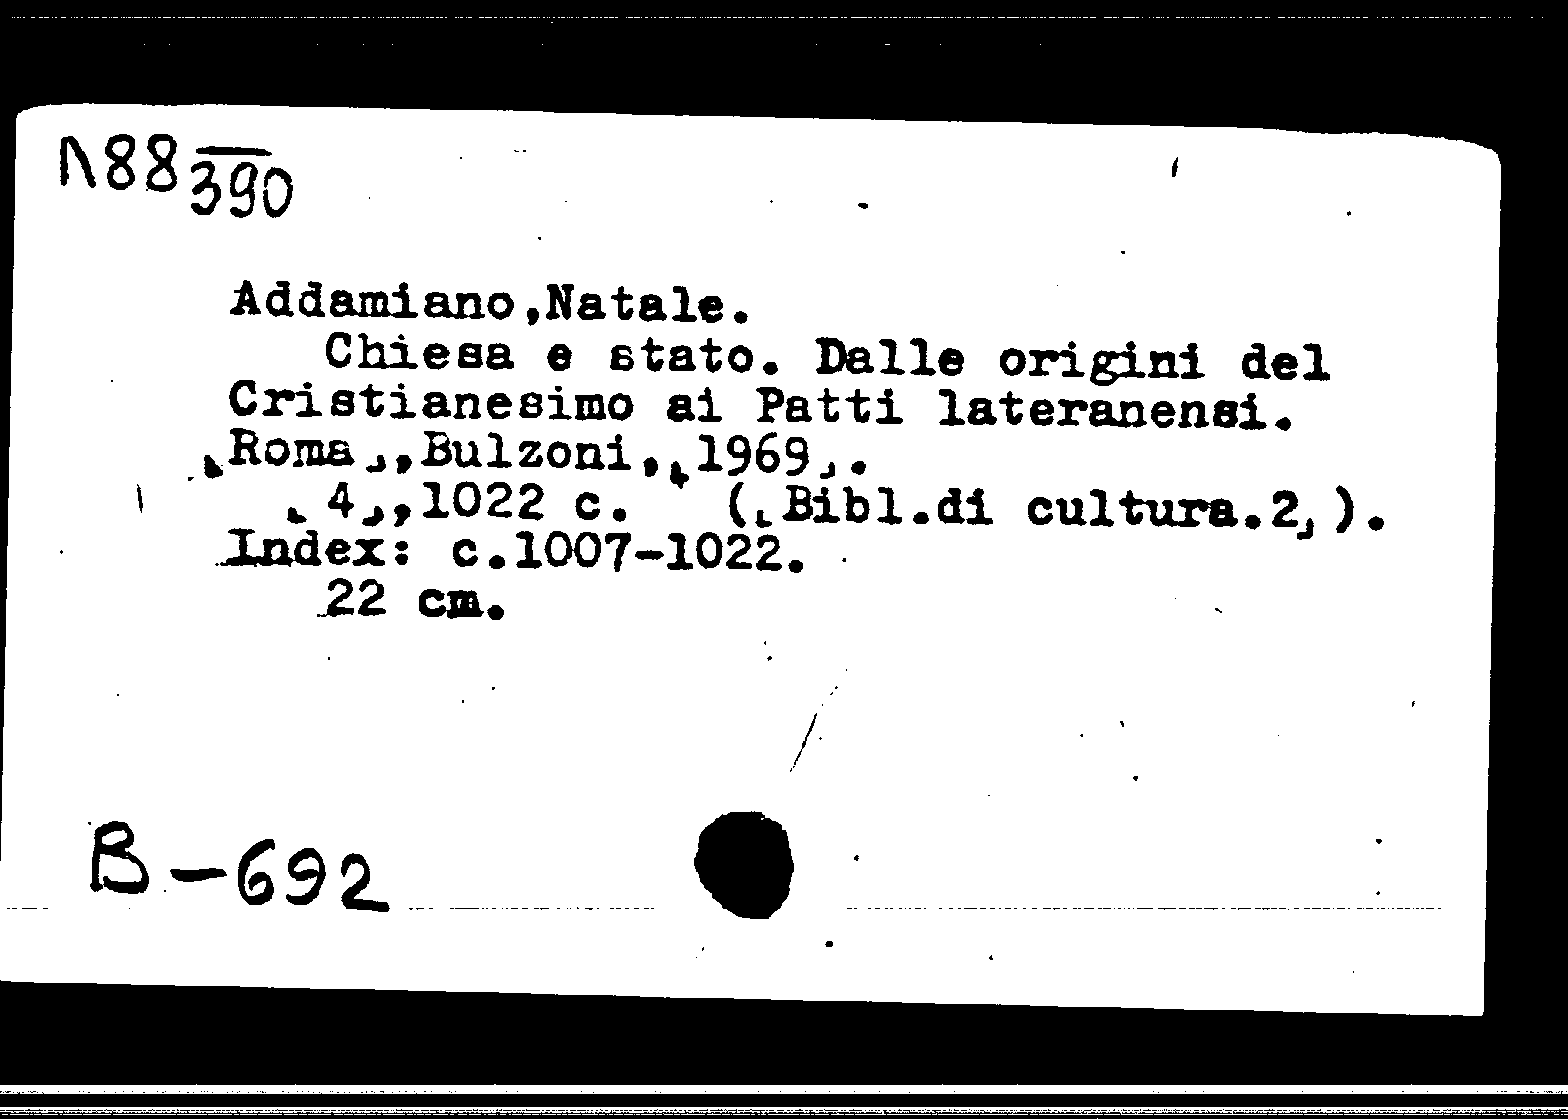 Л88 390
Addamiano,Natale.
Chiesa e stato. Dalle origini del
Cristianesimo ai Patti lateranensi.
[Roma],Bulzoni,[1969].
[4],1022 c. ([Bibl.di cultura.2]).
Index: c.1007-1022.
22 cm.
В-692